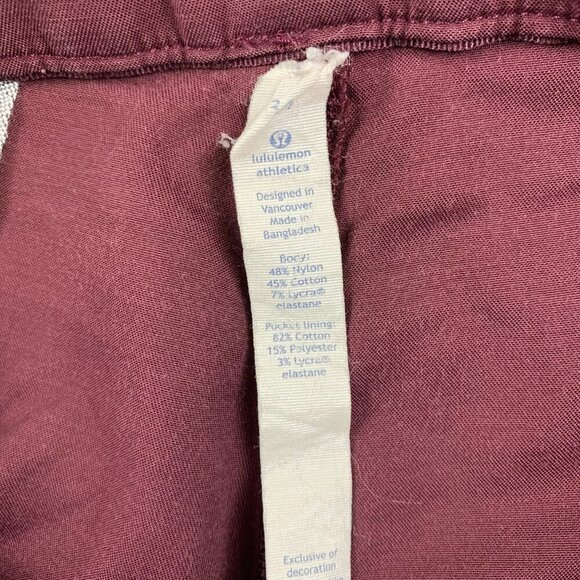 lululemon
athletica
Designed in
Vancouver
Made in
Bangladesh
Body:
48% Nylon
45% Cotton
7% Lycra®
elastane
Pocket lining:
82% Cotton
15% Polyester
3% Lycra®
elastane
Exclusive of
decoration